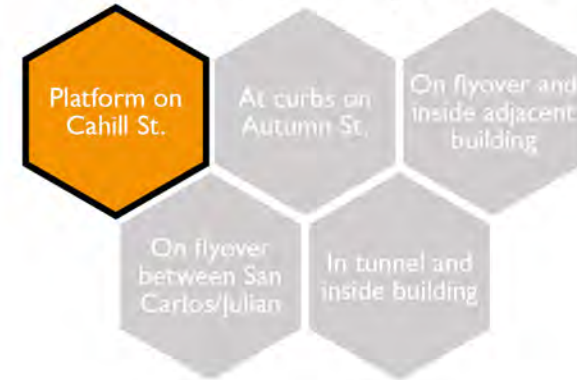 Platform on
Cahill St.
At curbs on
Autumn St.
On flyover and
inside adjacent
building
On flyover
between San
Carlos/Julian
In tunnel and
inside building